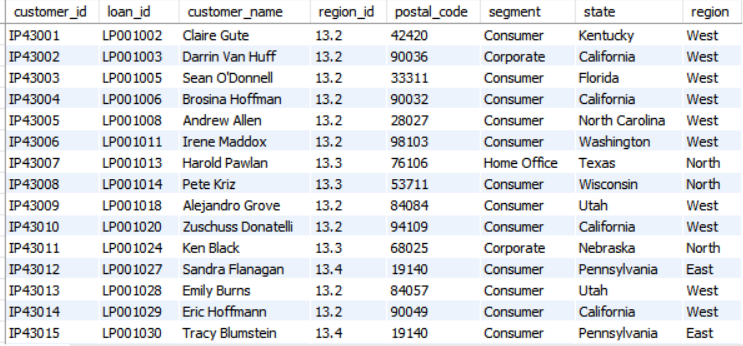 customer_id loan_id customer_name region_id postal_code segment state region
IP43001 LP001002 Claire Gute 13.2 42420 Consumer Kentucky West
IP43002 LP001003 Darrin Van Huff 13.2 90036 Corporate California West
IP43003 LP001005 Sean O'Donnell 13.2 33311 Consumer Florida West
IP43004 LP001006 Brosina Hoffman 13.2 90032 Consumer California West
IP43005 LP001008 Andrew Allen 13.2 28027 Consumer North Carolina West
IP43006 LP001011 Irene Maddox 13.2 98103 Consumer Washington West
IP43007 LP001013 Harold Pawlan 13.3 76106 Home Office Texas North
IP43008 LP001014 Pete Kriz 13.3 53711 Consumer Wisconsin North
IP43009 LP001018 Alejandro Grove 13.2 84084 Consumer Utah West
IP43010 LP001020 Zuschuss Donatelli 13.2 94109 Consumer California West
IP43011 LP001024 Ken Black 13.3 68025 Corporate Nebraska North
IP43012 LP001027 Sandra Flanagan 13.4 19140 Consumer Pennsylvania East
IP43013 LP001028 Emily Burns 13.2 84057 Consumer Utah West
IP43014 LP001029 Eric Hoffmann 13.2 90049 Consumer California West
IP43015 LP001030 Tracy Blumstein 13.4 19140 Consumer Pennsylvania East